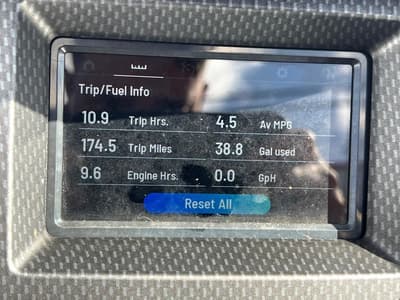 Trip/Fuel Info
10.9 Trip Hrs. 4.5 Av MPG
174.5 Trip Miles 38.8 Gal used
9.6 Engine Hrs. 0.0 GpH
Reset All